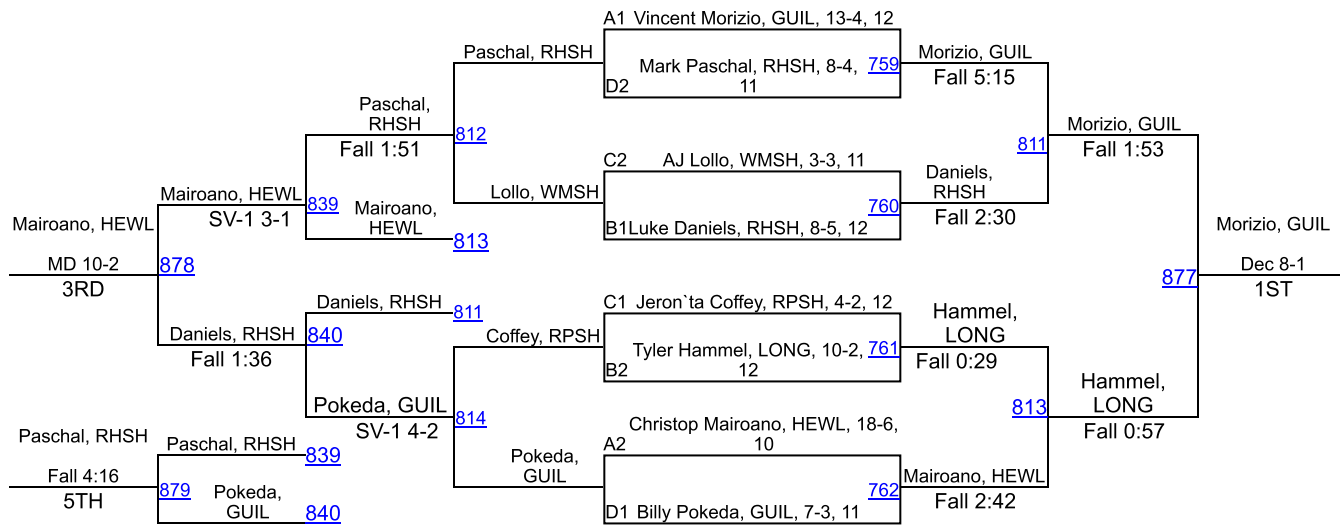 A1 Vincent Morizio, GUIL, 13-4, 12
Paschal, RHSH
Mark Paschal, RHSH, 8-4,
11
D2
759
Morizio, GUIL
Fall 5:15
Paschal,
RHSH
Fall 1:51
812
811
Morizio, GUIL
Fall 1:53
C2 AJ Lollo, WMSH, 3-3, 11
Lollo, WMSH
760
B1Luke Daniels, RHSH, 8-5, 12
Daniels,
RHSH
Fall 2:30
Mairoano, HEWL
SV-1 3-1
839
Mairoano,
HEWL
813
Mairoano, HEWL
MD 10-2
3RD
878
Morizio, GUIL
877
Dec 8-1
1ST
Daniels, RHSH
811
C1 Jeron`ta Coffey, RPSH, 4-2, 12
Coffey, RPSH
Tyler Hammel, LONG, 10-2,
12
B2
761
Hammel,
LONG
Fall 0:29
Daniels, RHSH
Fall 1:36
840
Pokeda, GUIL
SV-1 4-2
814
813
Hammel,
LONG
Fall 0:57
Christop Mairoano, HEWL, 18-6,
10
A2
Pokeda,
GUIL
762
D1 Billy Pokeda, GUIL, 7-3, 11
Mairoano, HEWL
Fall 2:42
Paschal, RHSH
Fall 4:16
5TH
Paschal, RHSH
839
879
Pokeda,
GUIL
840